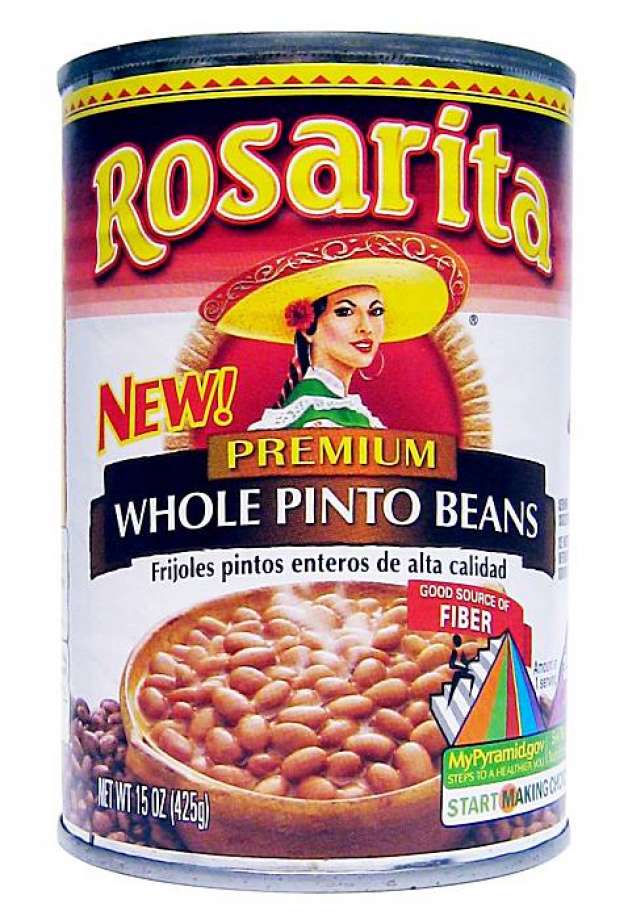 Rosarita
®
NEW!
PREMIUM
WHOLE PINTO BEANS
Frijoles pintos enteros de alta calidad
GOOD SOURCE OF
FIBER
MyPyramid.gov
STEPS TO A HEALTHIER YOU
START MAKING
NET WT 15 OZ (425g)